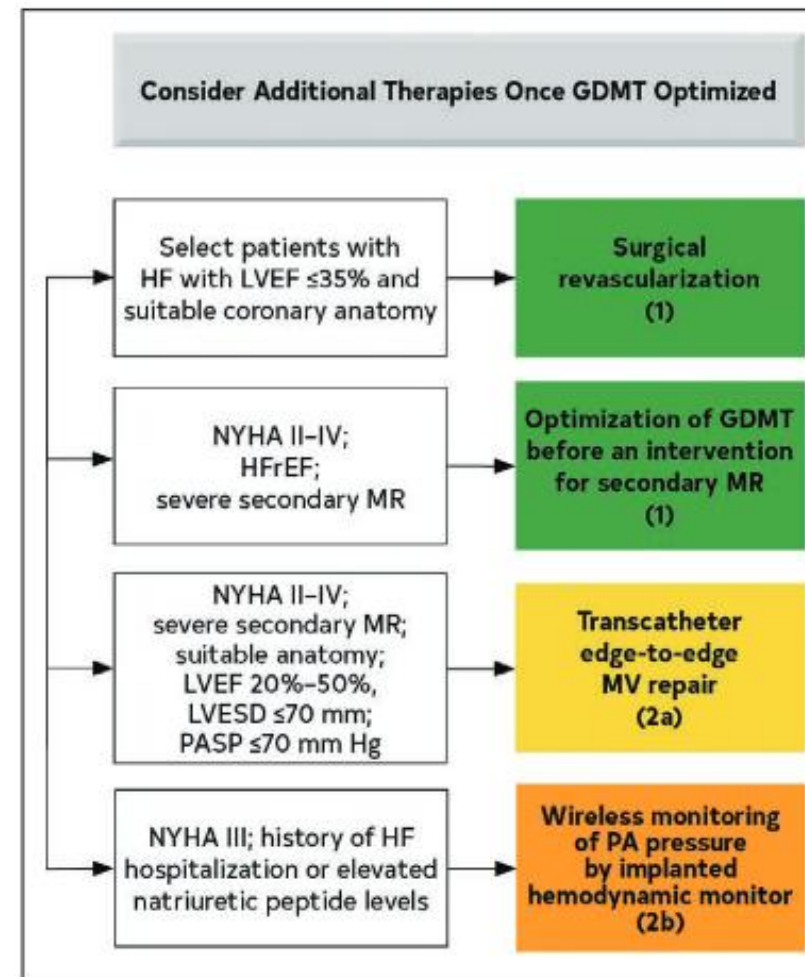 Consider Additional Therapies Once GDMT Optimized
Select patients with
HF with LVEF ≤35% and
suitable coronary anatomy
Surgical
revascularization
(1)
NYHA II–IV;
HFrEF;
severe secondary MR
Optimization of GDMT
before an intervention
for secondary MR
(1)
NYHA II–IV;
severe secondary MR;
suitable anatomy;
LVEF 20%–50%,
LVESD ≤70 mm;
PASP ≤70 mm Hg
Transcatheter
edge-to-edge
MV repair
(2a)
NYHA III; history of HF
hospitalization or elevated
natriuretic peptide levels
Wireless monitoring
of PA pressure
by implanted
hemodynamic monitor
(2b)